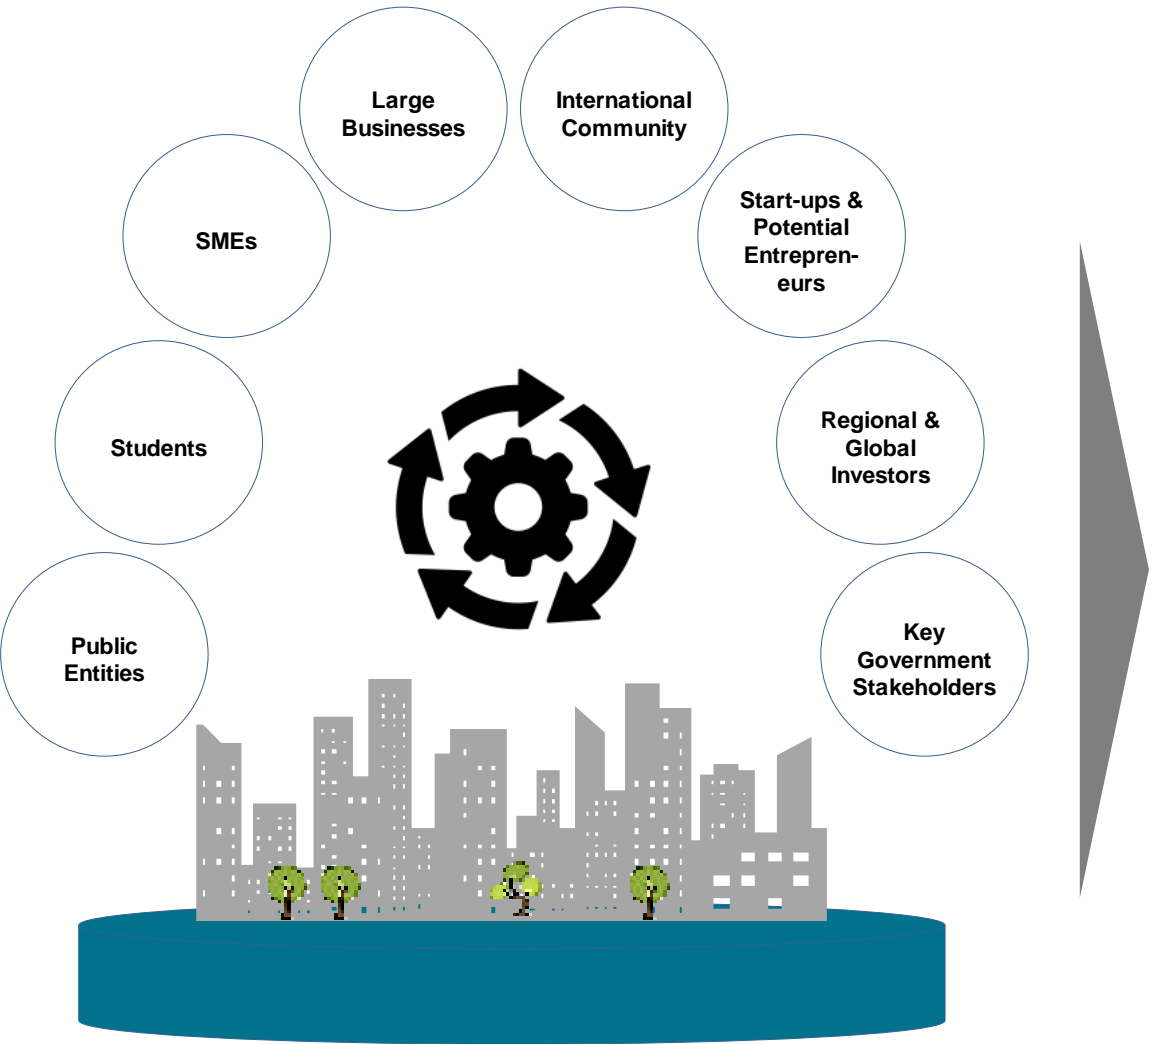 Large
Businesses
International
Community
SMEs
Start-ups &
Potential
Entrepren-
eurs
Students
Regional &
Global
Investors
Public
Entities
Key
Government
Stakeholders